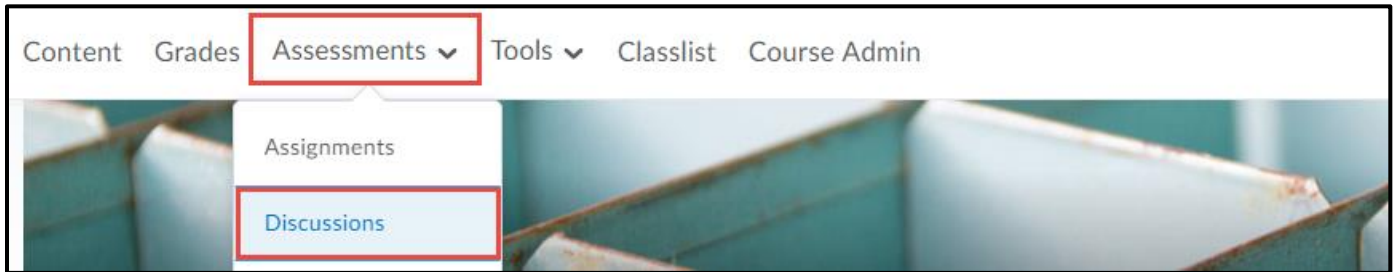 Content Grades Assessments Tools Classlist Course Admin
Assignments
Discussions